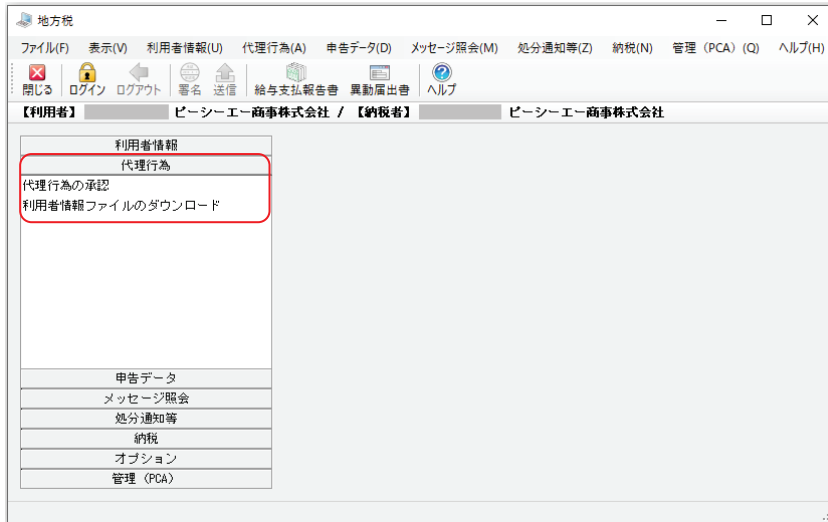 地方税
ファイル(F) 表示(V) 利用者情報(U) 代理行為(A) 申告データ(D) メッセージ照会(M) 処分通知等(Z) 納税(N) 管理（PCA）(Q) ヘルプ(H)
閉じる ログイン ログアウト 署名 送信 給与支払報告書 異動届出書 ヘルプ
【利用者】 ピーシーエー商事株式会社 / 【納税者】 ピーシーエー商事株式会社
利用者情報
代理行為
代理行為の承認
利用者情報ファイルのダウンロード
申告データ
メッセージ照会
処分通知等
納税
オプション
管理（PCA）